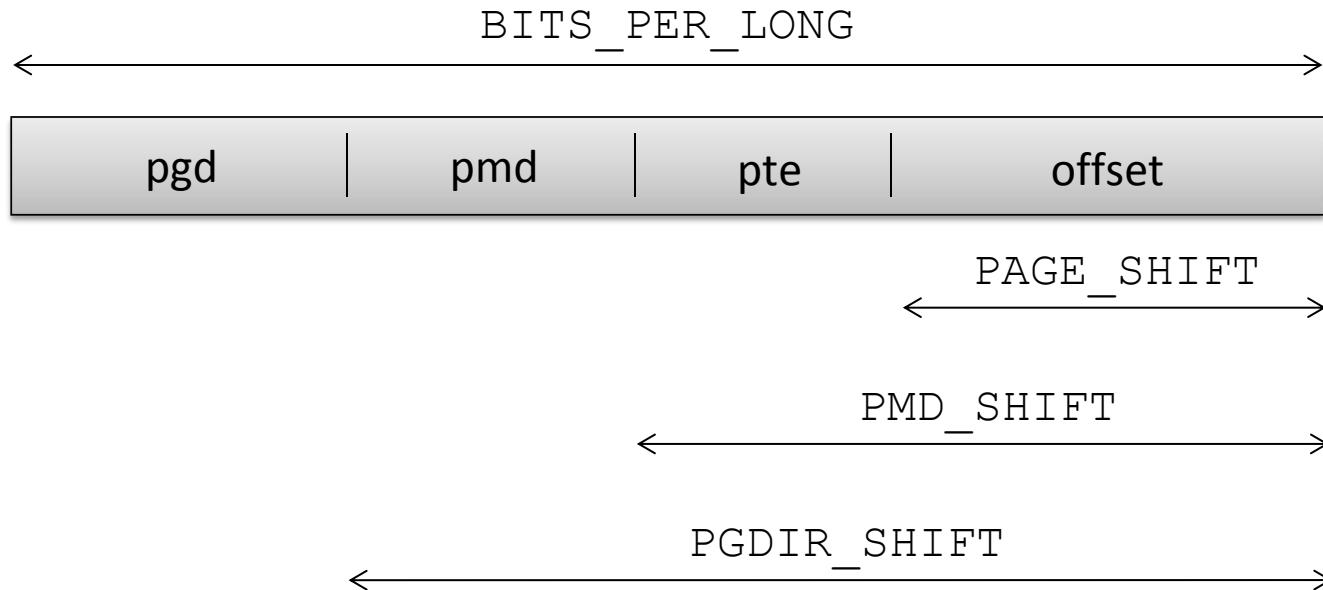 BITS_PER_LONG
pgd pmd pte offset
PAGE_SHIFT
PMD_SHIFT
PGDIR_SHIFT